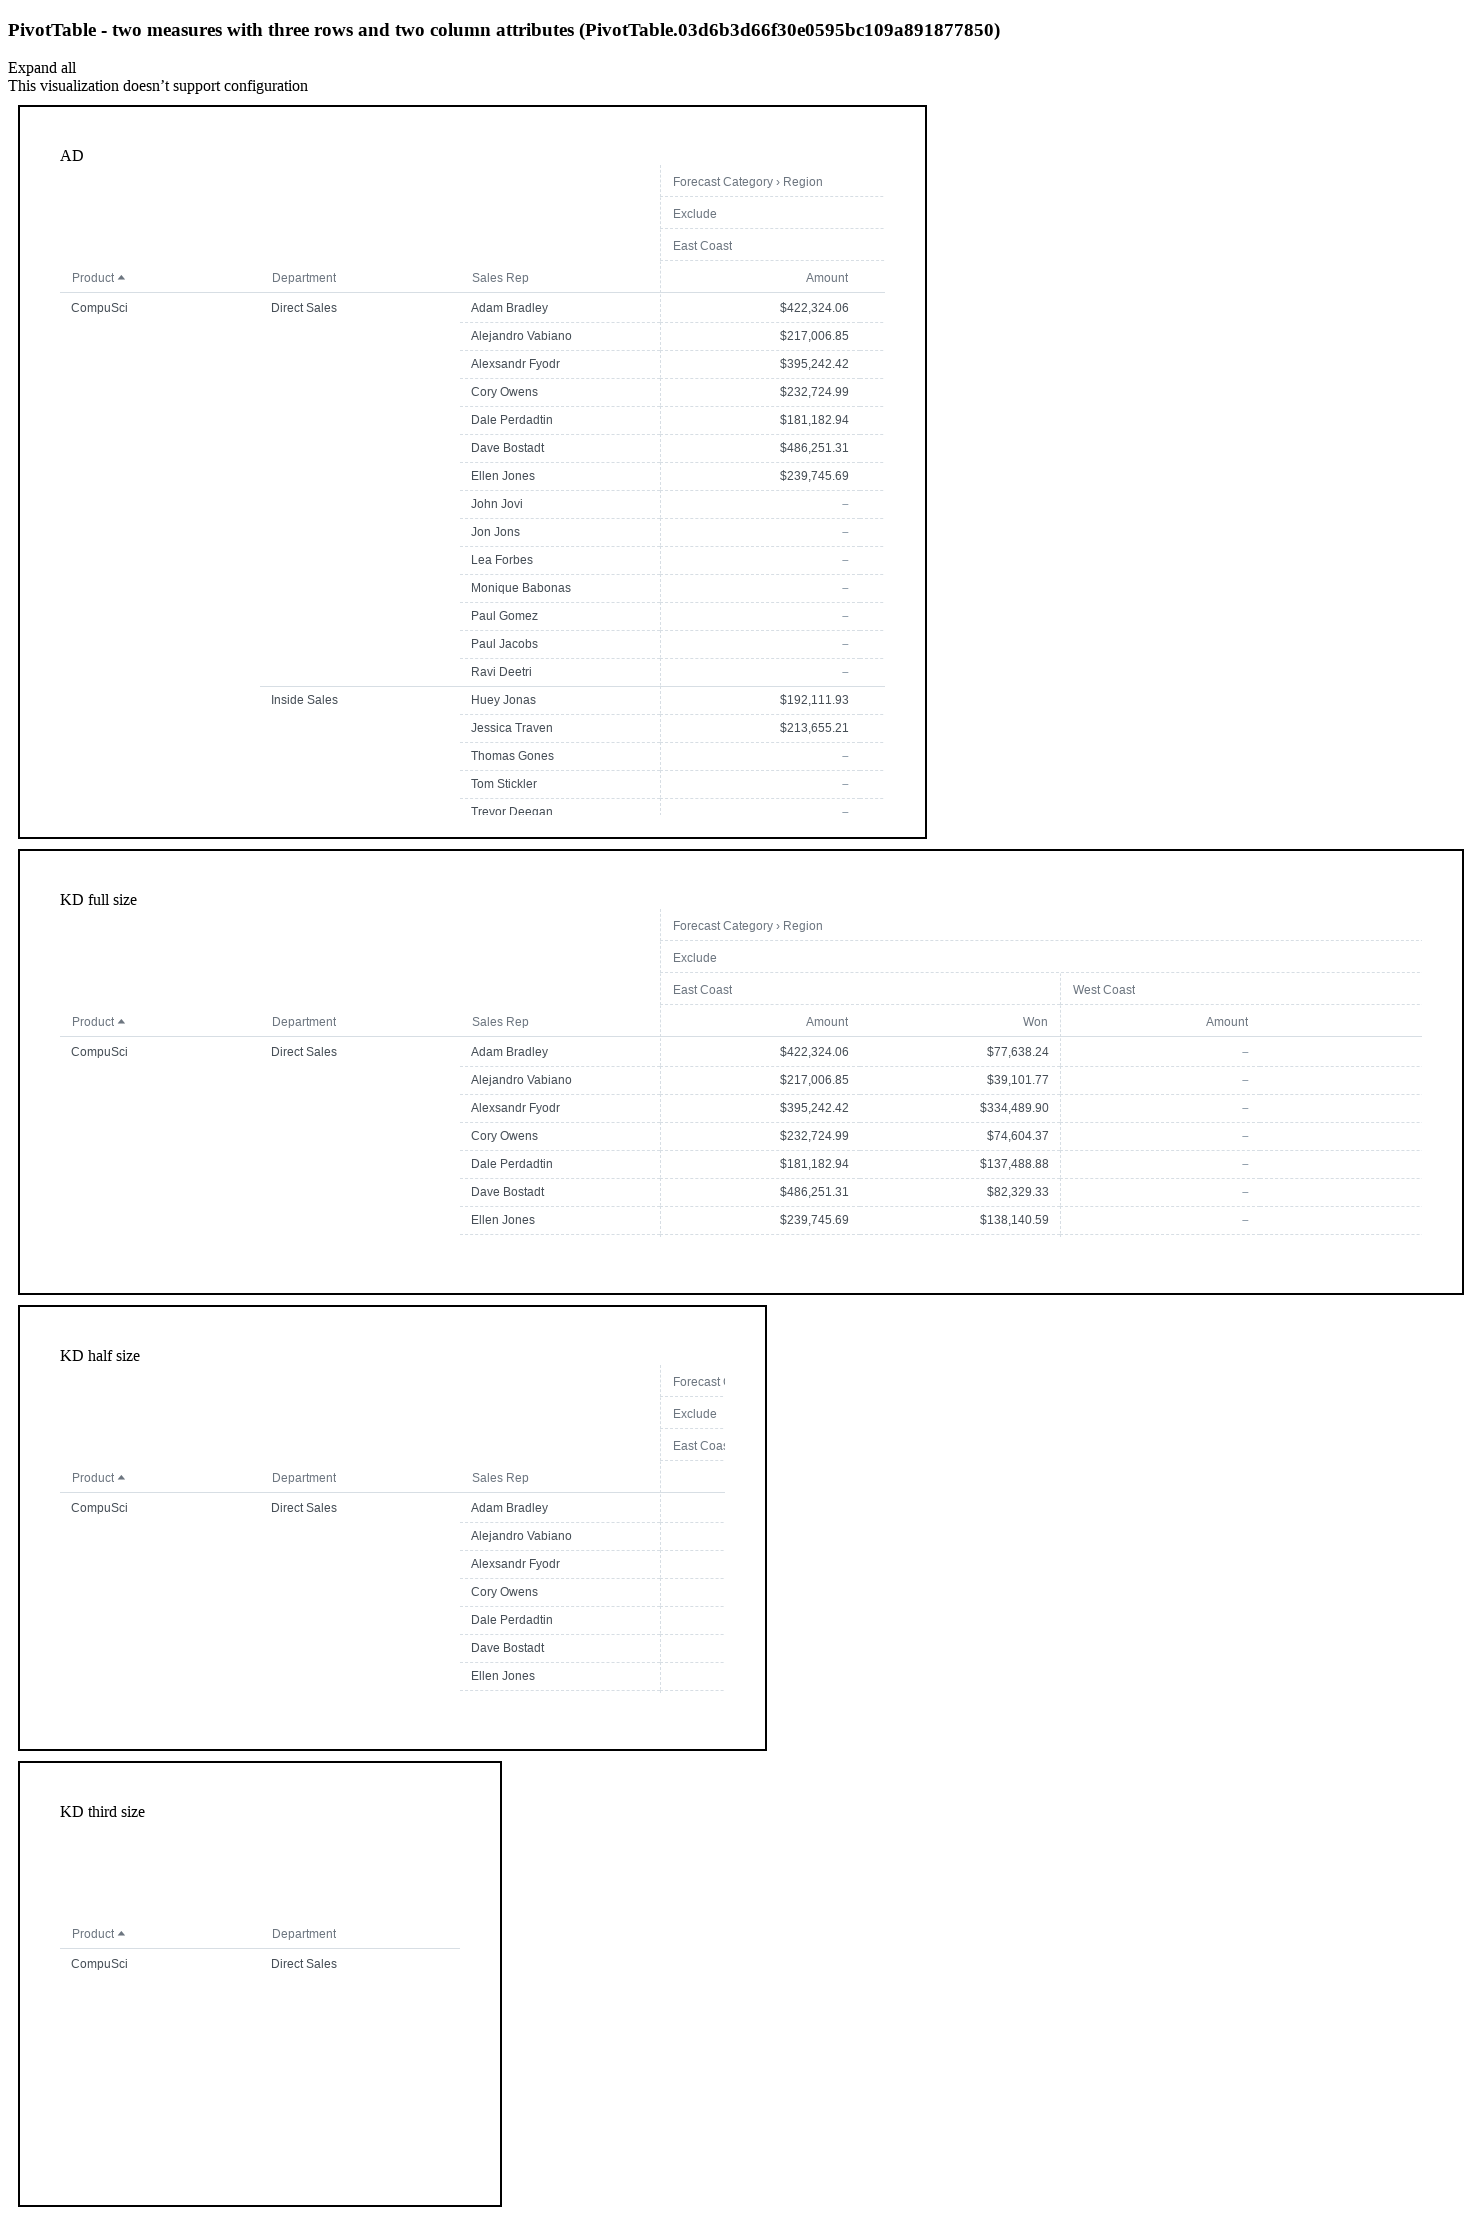 PivotTable - two measures with three rows and two column attributes (PivotTable.03d6b3d66f30e0595bc109a891877850)
Expand all
This visualization doesn’t support configuration
AD
Forecast Category › Region
Exclude
East Coast
Product Department Sales Rep Amount
CompuSci Direct Sales Adam Bradley $422,324.06
Alejandro Vabiano $217,006.85
Alexsandr Fyodr $395,242.42
Cory Owens $232,724.99
Dale Perdadtin $181,182.94
Dave Bostadt $486,251.31
Ellen Jones $239,745.69
John Jovi –
Jon Jons –
Lea Forbes –
Monique Babonas –
Paul Gomez –
Paul Jacobs –
Ravi Deetri –
Inside Sales Huey Jonas $192,111.93
Jessica Traven $213,655.21
Thomas Gones –
Tom Stickler –
Trevor Deegan –
KD full size
Forecast Category › Region
Exclude
East Coast West Coast
Product Department Sales Rep Amount Won Amount
CompuSci Direct Sales Adam Bradley $422,324.06 $77,638.24 –
Alejandro Vabiano $217,006.85 $39,101.77 –
Alexsandr Fyodr $395,242.42 $334,489.90 –
Cory Owens $232,724.99 $74,604.37 –
Dale Perdadtin $181,182.94 $137,488.88 –
Dave Bostadt $486,251.31 $82,329.33 –
Ellen Jones $239,745.69 $138,140.59 –
KD half size
Forecast
Exclude
East Coas
Product Department Sales Rep
CompuSci Direct Sales Adam Bradley
Alejandro Vabiano
Alexsandr Fyodr
Cory Owens
Dale Perdadtin
Dave Bostadt
Ellen Jones
KD third size
Product Department
CompuSci Direct Sales